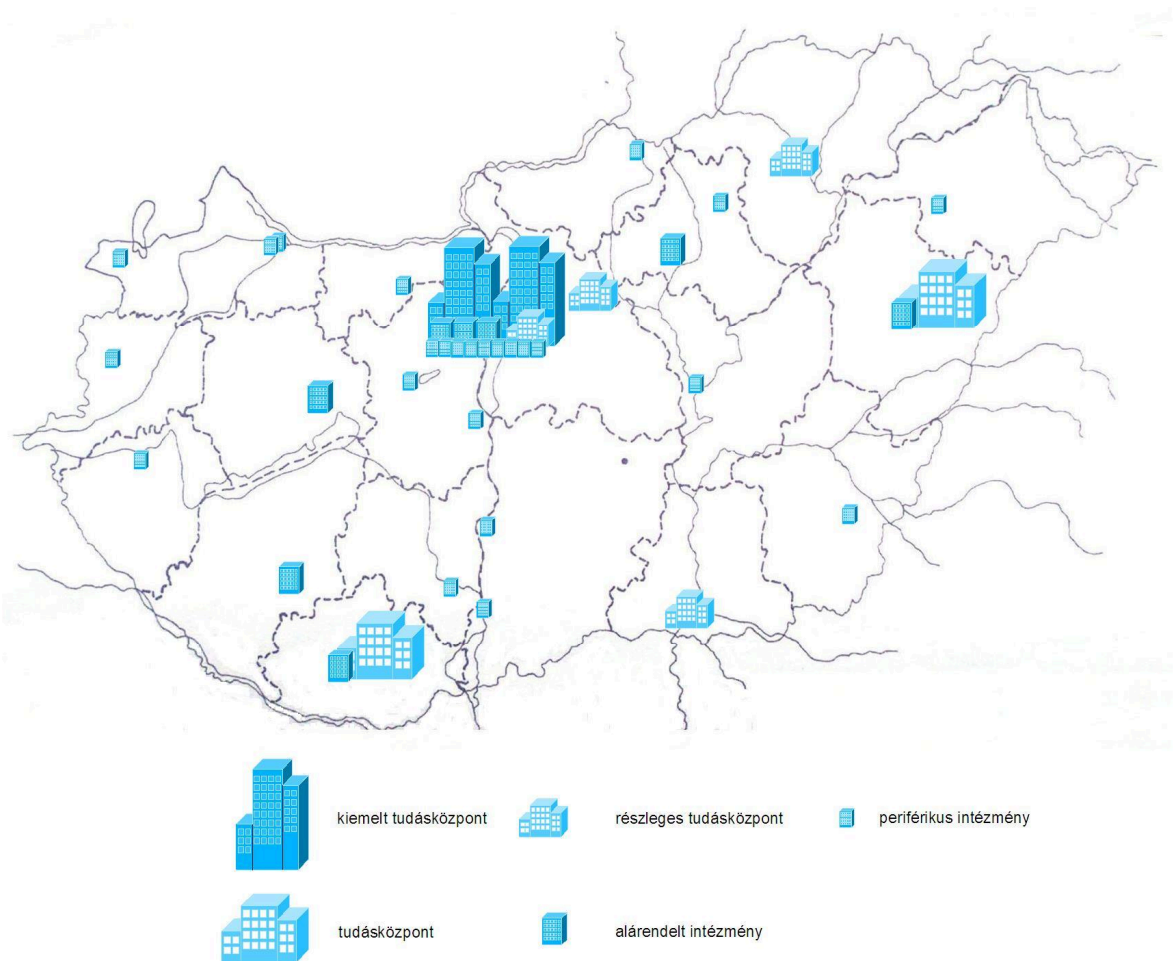 kiemelt tudásközpont
részleges tudásközpont
periférikus intézmény
tudásközpont
alárendelt intézmény